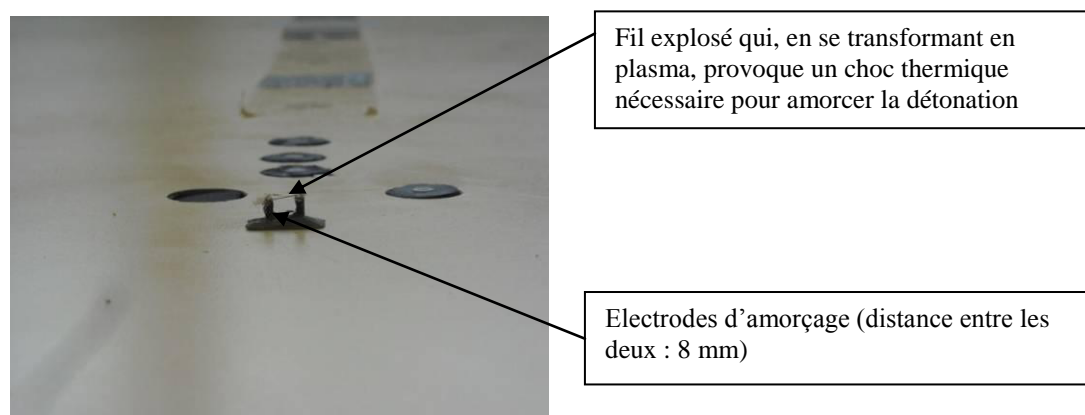 Fil explosé qui, en se transformant en
plasma, provoque un choc thermique
nécessaire pour amorcer la détonation
Electrodes d’amorçage (distance entre les
deux : 8 mm)